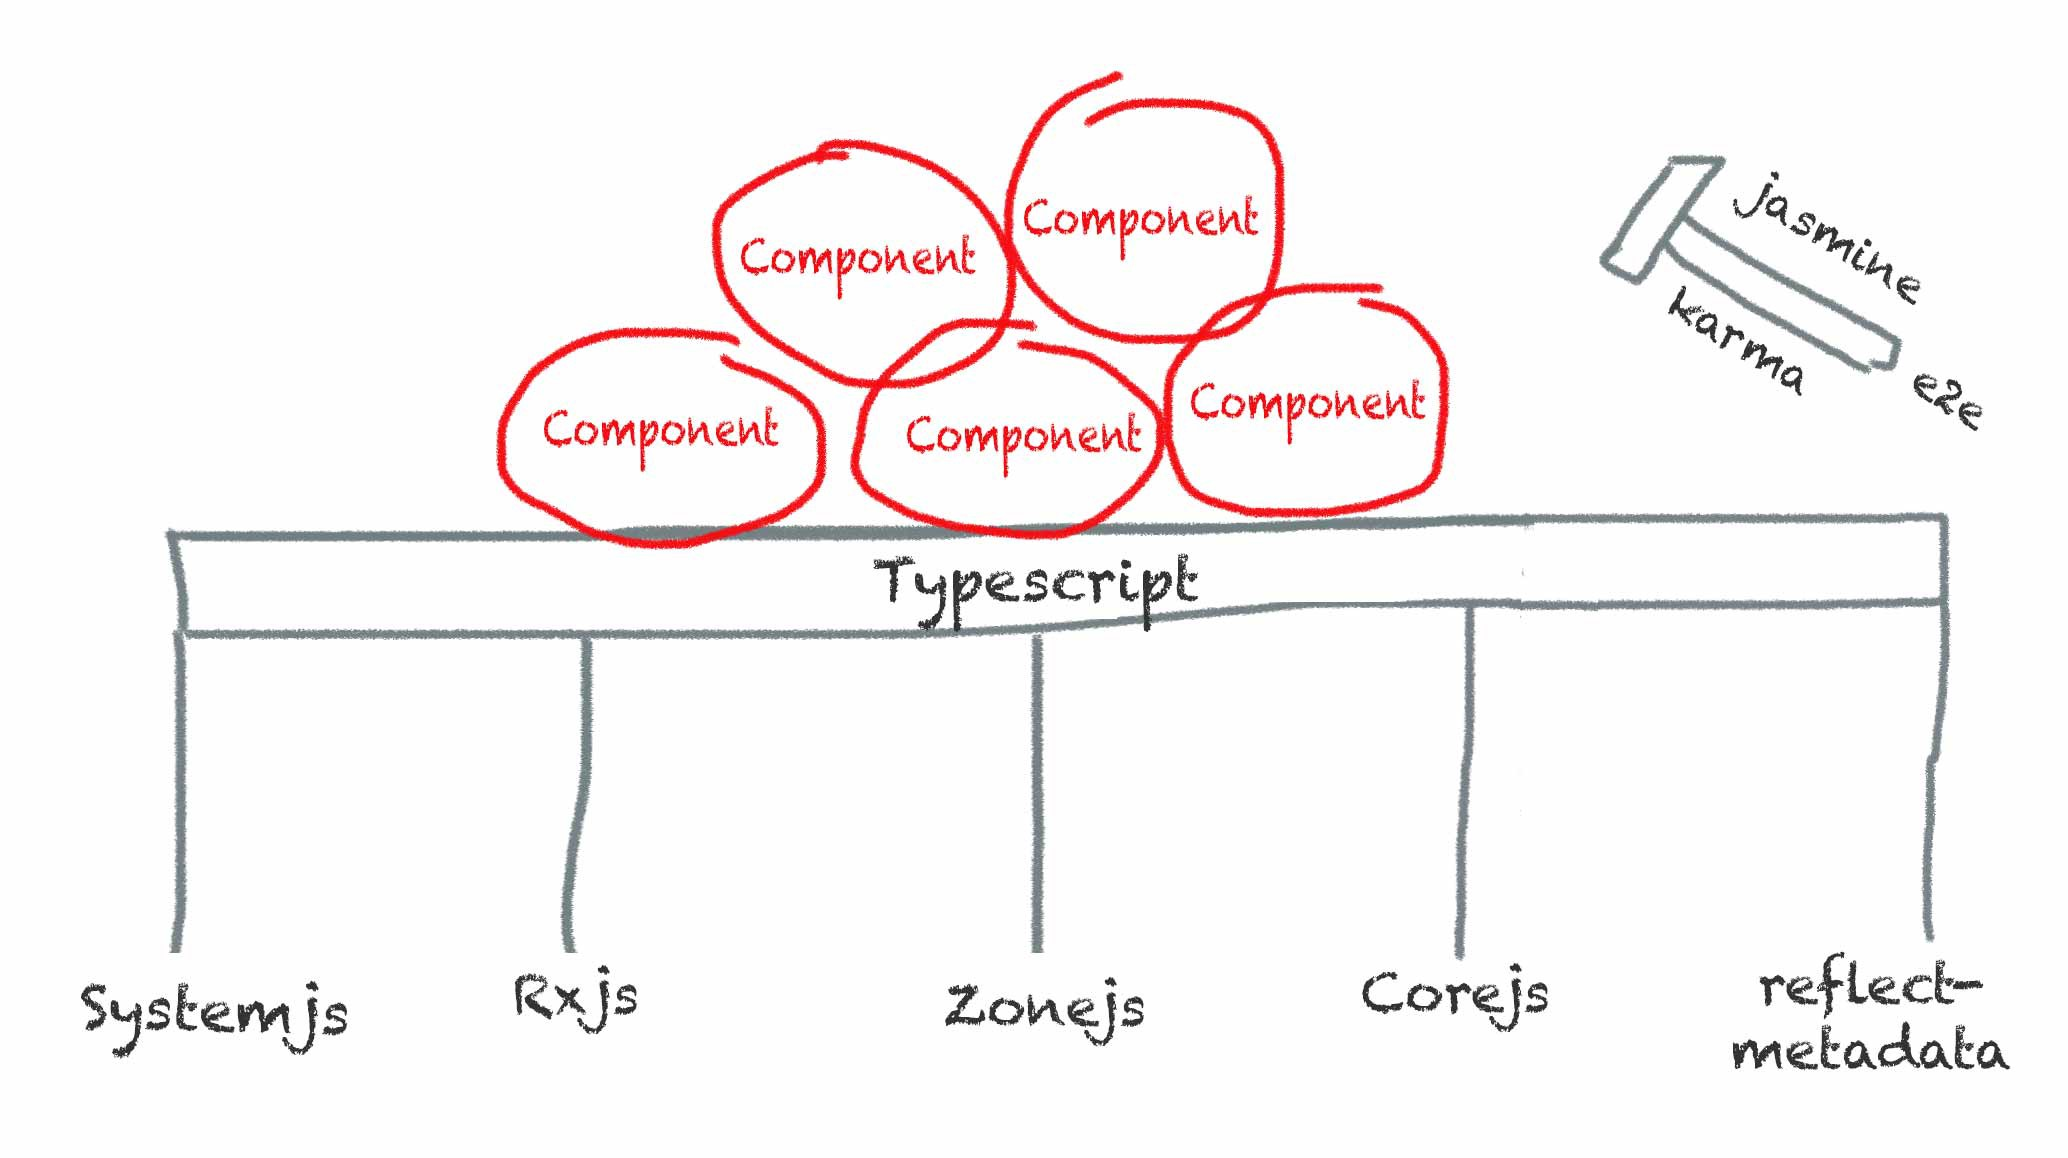 Component
Component
Component
Component
Component
jasmine
karma
e2e
Typescript
Systemjs
Rxjs
Zonejs
Corejs
reflect-
metadata